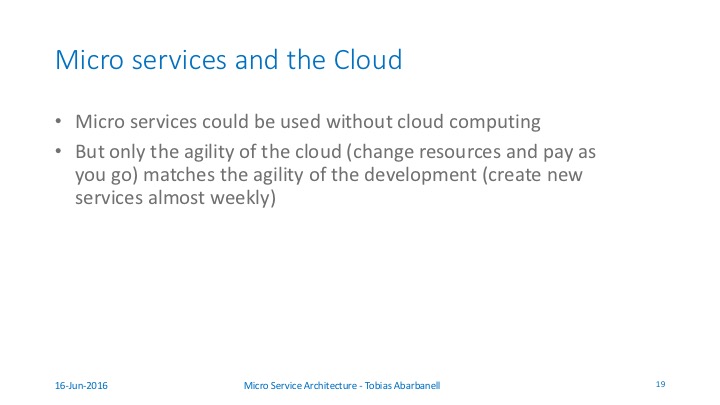 Micro services and the Cloud
• Micro services could be used without cloud computing
• But only the agility of the cloud (change resources and pay as
you go) matches the agility of the development (create new
services almost weekly)
16-Jun-2016
Micro Service Architecture - Tobias Abarbanell
19